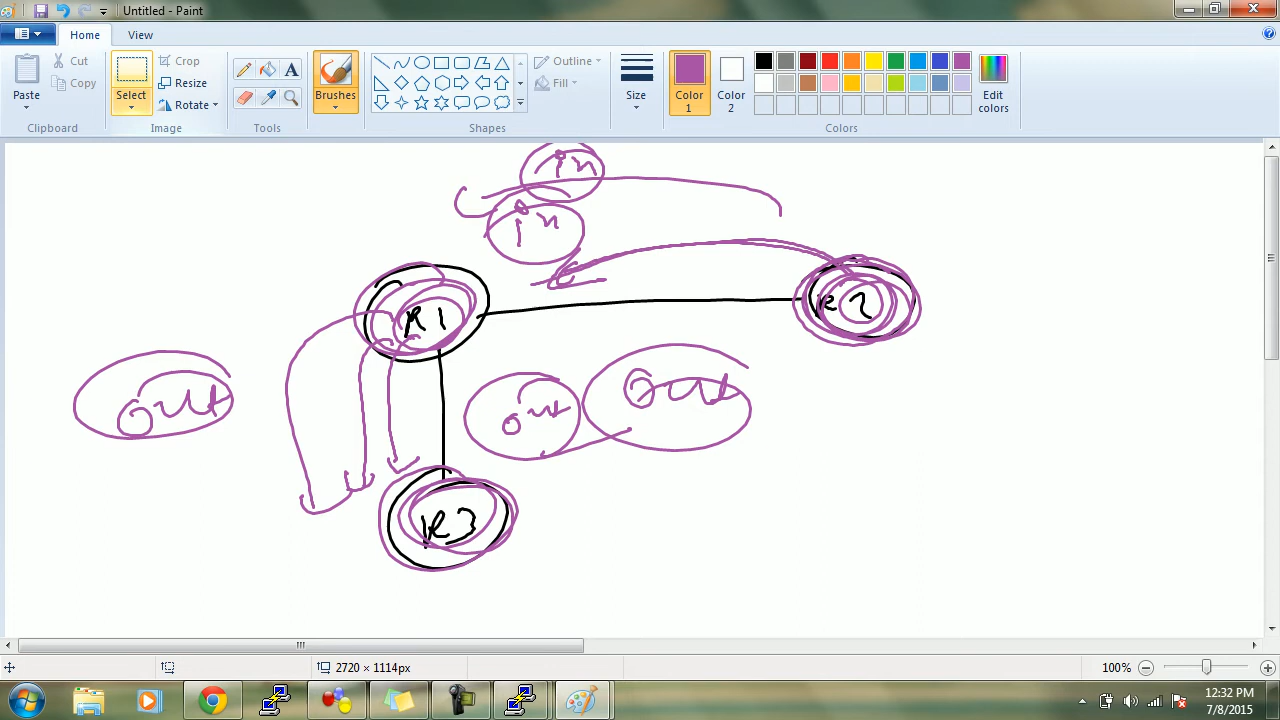 Untitled - Paint
Home View
Paste Cut Copy
Clipboard
Select Crop Resize Rotate
Image
Tools
Brushes
Shapes
Outline
Fill
Size
Color 1
Color 2
Edit colors
Colors
in
in
R1
R2
out
out
out
R3
2720 × 1114px
100%
12:32 PM
7/8/2015